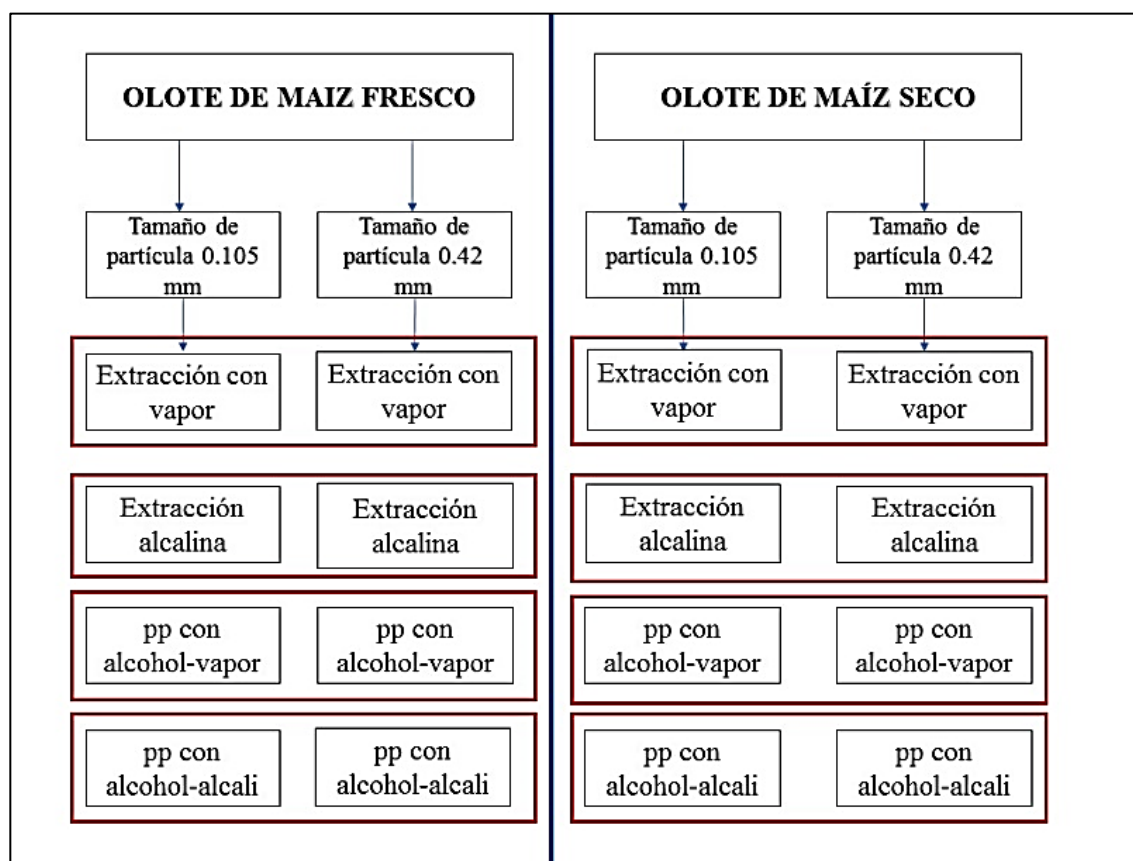 OLOTE DE MAIZ FRESCO
Tamaño de
partícula 0.105
mm
Tamaño de
partícula 0.42
mm
Extracción con
vapor
Extracción con
vapor
Extracción
alcalina
Extracción
alcalina
pp con
alcohol-vapor
pp con
alcohol-vapor
pp con
alcohol-alcali
pp con
alcohol-alcali
OLOTE DE MAÍZ SECO
Tamaño de
partícula 0.105
mm
Tamaño de
partícula 0.42
mm
Extracción con
vapor
Extracción con
vapor
Extracción
alcalina
Extracción
alcalina
pp con
alcohol-vapor
pp con
alcohol-vapor
pp con
alcohol-alcali
pp con
alcohol-alcali